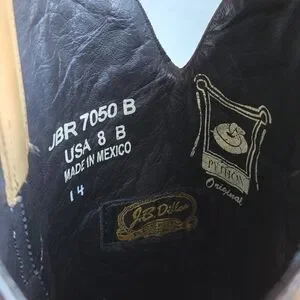 JBR 7050 B
USA 8 B
MADE IN MEXICO
14
PYTHON
Original
J.B. Dillon